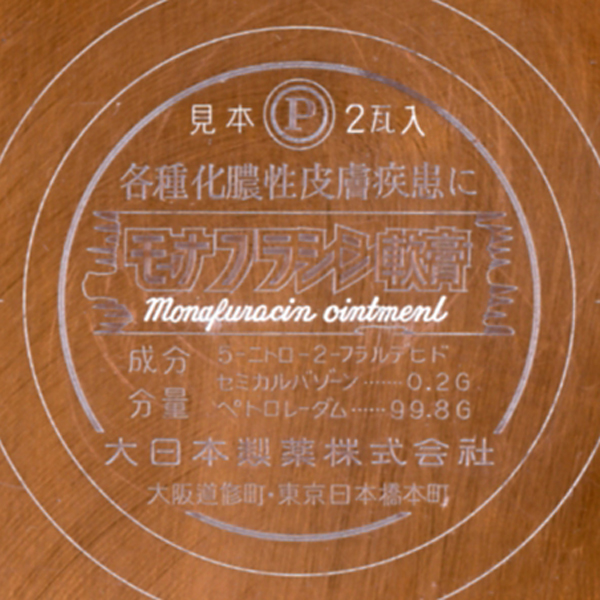 見本 P 2瓦入
各種化膿性皮膚疾患に
モナフラシン軟膏
Monafuracin ointment
成分 5-ニトロ-2-フラルデヒド
セミカルバゾーン……0.2G
分量 ペトロレーダム……99.8G
大日本製薬株式会社
大阪道修町・東京日本橋本町